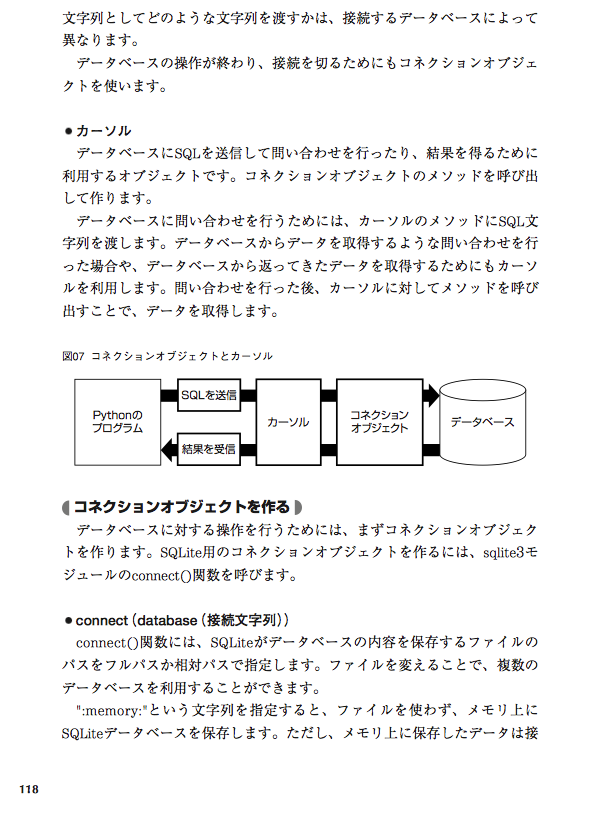 文字列としてどのような文字列を渡すかは、接続するデータベースによって
異なります。
データベースの操作が終わり、接続を切るためにもコネクションオブジェ
クトを使います。
●カーソル
データベースにSQLを送信して問い合わせを行ったり、結果を得るために
利用するオブジェクトです。コネクションオブジェクトのメソッドを呼び出
して作ります。
データベースに問い合わせを行うためには、カーソルのメソッドにSQL文
字列を渡します。データベースからデータを取得するような問い合わせを行
った場合や、データベースから返ってきたデータを取得するためにもカーソ
ルを利用します。問い合わせを行った後、カーソルに対してメソッドを呼び
出すことで、データを取得します。
図07 コネクションオブジェクトとカーソル
Pythonの
プログラム
SQLを送信
結果を受信
カーソル
コネクション
オブジェクト
データベース
コネクションオブジェクトを作る
データベースに対する操作を行うためには、まずコネクションオブジェク
トを作ります。SQLite用のコネクションオブジェクトを作るには、sqlite3モ
ジュールのconnect()関数を呼びます。
●connect（database（接続文字列））
connect()関数には、SQLiteがデータベースの内容を保存するファイルの
パスをフルパスか相対パスで指定します。ファイルを変えることで、複数の
データベースを利用することができます。
":memory:"という文字列を指定すると、ファイルを使わず、メモリ上に
SQLiteデータベースを保存します。ただし、メモリ上に保存したデータは接
118